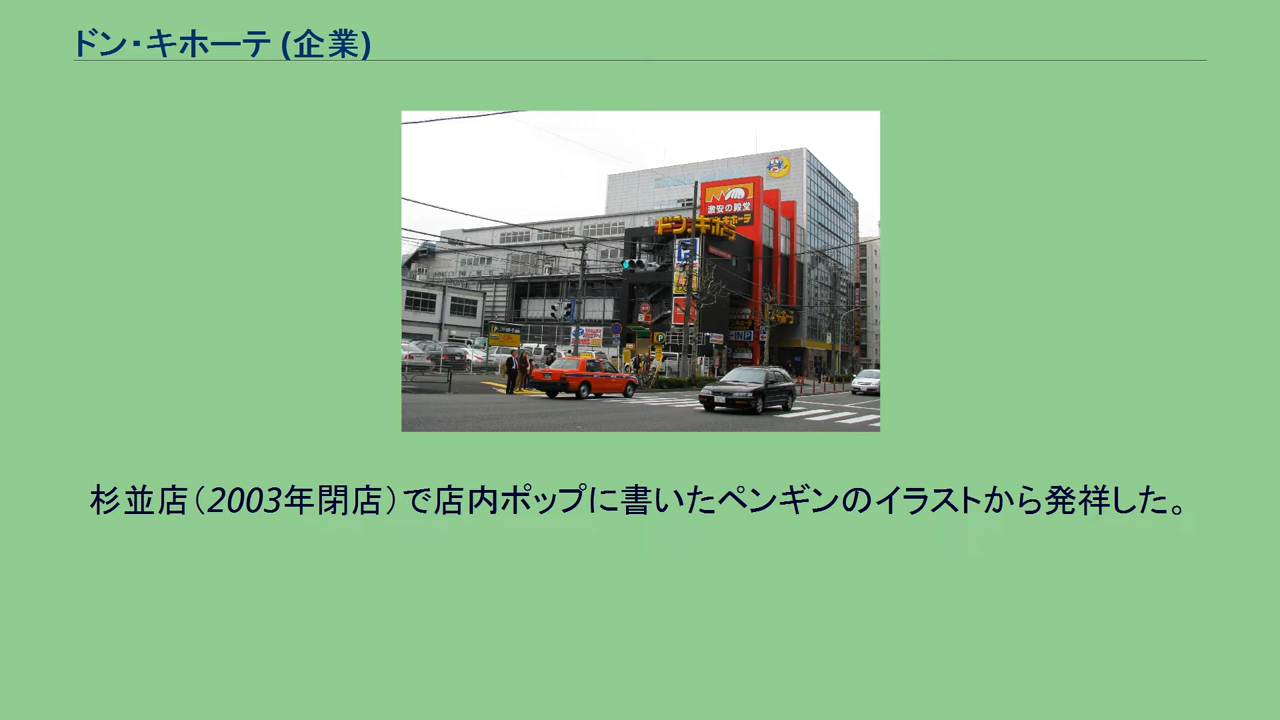 ドン・キホーテ (企業)
激安の殿堂
ドン・キホーテ
杉並店（2003年閉店）で店内ポップに書いたペンギンのイラストから発祥した。